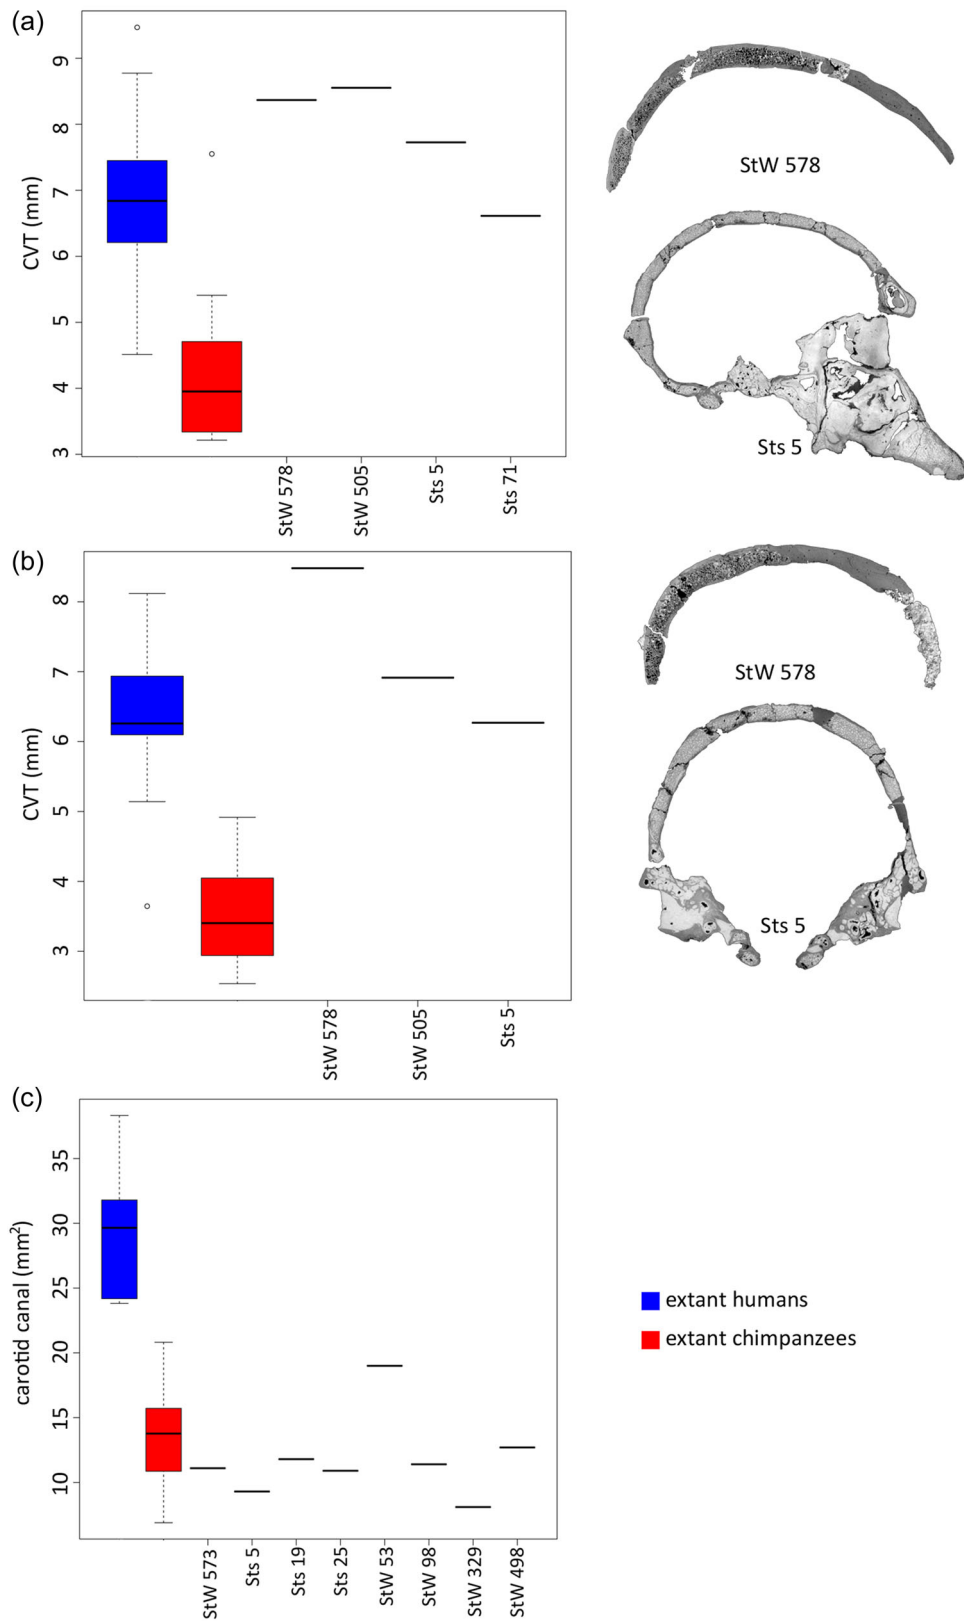 (a)
CVT (mm)
9
8
7
6
5
4
3
StW 578
StW 505
Sts 5
Sts 71
StW 578
Sts 5
(b)
CVT (mm)
8
7
6
5
4
3
StW 578
StW 505
Sts 5
StW 578
Sts 5
(c)
carotid canal (mm²)
35
30
25
20
15
10
StW 573
Sts 5
Sts 19
Sts 25
StW 53
StW 98
StW 329
StW 498
extant humans
extant chimpanzees